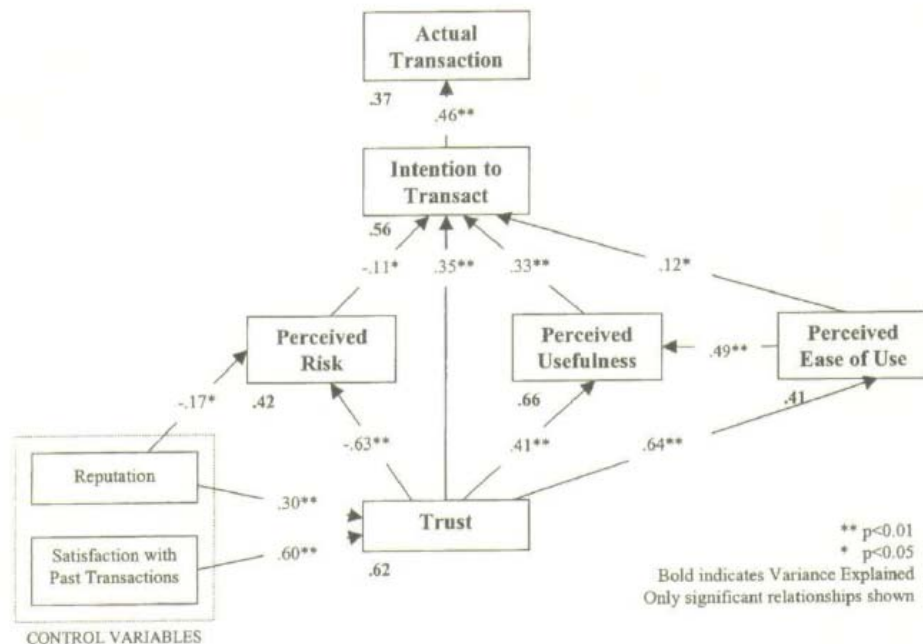 Actual
Transaction
.37
.46**
Intention to
Transact
.56
-.11*
.35**
.33**
.12*
Perceived
Risk
Perceived
Usefulness
.49**
Perceived
Ease of Use
-.17*
.42
.66
.41
-.63**
.41**
.64**
Reputation
.30**
Trust
Satisfaction with
Past Transactions
.60**
.62
CONTROL VARIABLES
** p<0.01
* p<0.05
Bold indicates Variance Explained
Only significant relationships shown